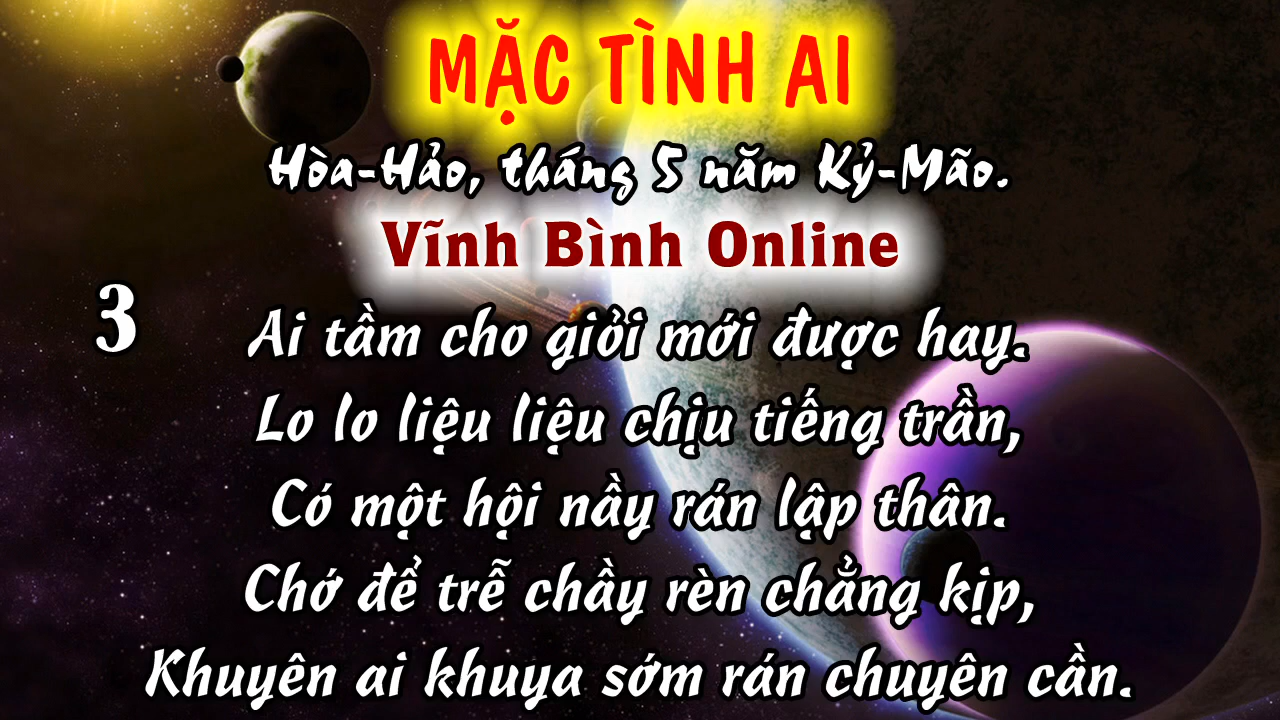 MẶC TÌNH AI
Hòa-Hảo, tháng 5 năm Kỷ-Mão.
Vĩnh Bình Online
3
Ai tầm cho giỏi mới được hay.
Lo lo liệu liệu chịu tiếng trần,
Có một hội nầy rán lập thân.
Chớ để trễ chầy rèn chẳng kịp,
Khuyên ai khuya sớm rán chuyên cần.